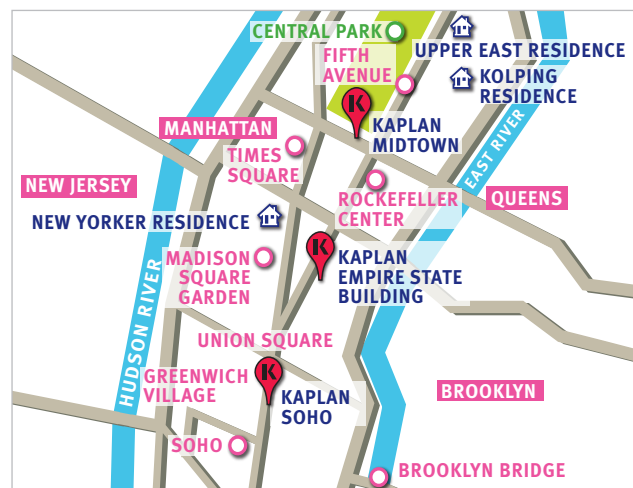 CENTRAL PARK
UPPER EAST RESIDENCE
FIFTH
AVENUE
KOLPING
RESIDENCE
K
KAPLAN
MIDTOWN
MANHATTAN
TIMES
SQUARE
EAST RIVER
NEW JERSEY
ROCKEFELLER
CENTER
QUEENS
NEW YORKER RESIDENCE
K
KAPLAN
EMPIRE STATE
BUILDING
MADISON
SQUARE
GARDEN
HUDSON RIVER
UNION SQUARE
GREENWICH
VILLAGE
K
KAPLAN
SOHO
BROOKLYN
SOHO
BROOKLYN BRIDGE